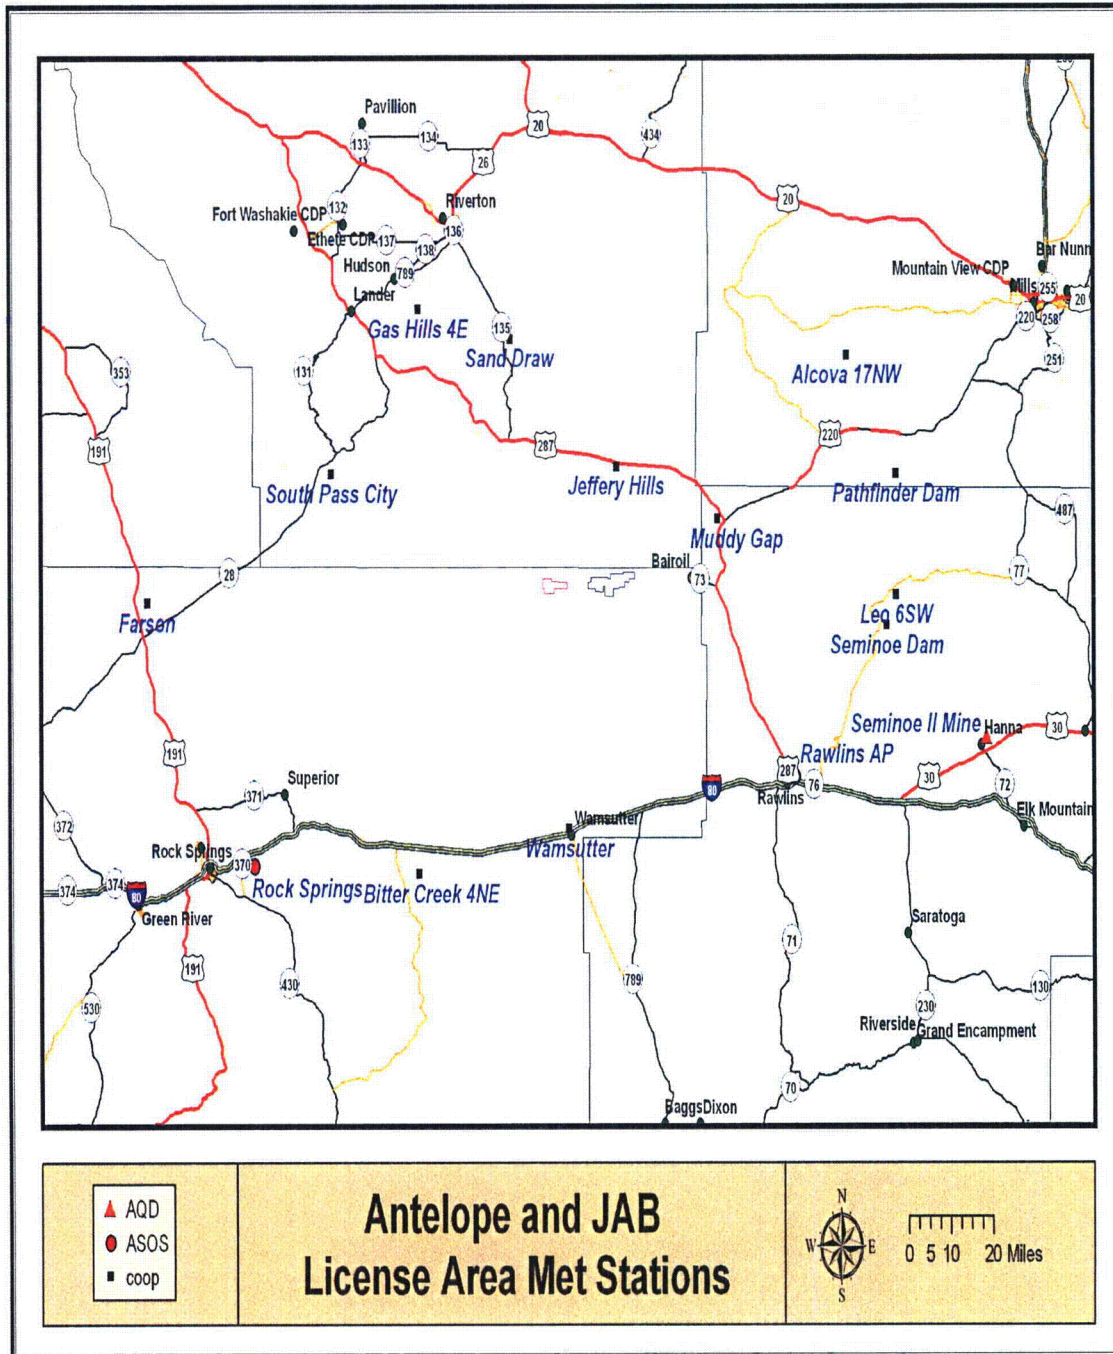 Pavillion
20
434
133
134
26
20
Riverton
Fort Washakie CDP
132
136
Ethete CDP
137
138
Bar Nunn
Hudson
789
Mountain View CDP
Mills
255
20
Lander
Gas Hills 4E
135
220
258
Sand Draw
251
353
131
Alcova 17NW
191
287
220
South Pass City
Jeffery Hills
Pathfinder Dam
487
Muddy Gap
Bairoil
73
28
77
Farson
Leo 6SW
Seminoe Dam
Seminoe II Mine
Hanna
30
191
Rawlins AP
287
Superior
371
80
76
30
72
Rawlins
Elk Mountain
372
Wamsutter
Wamsutter
Rock Springs
370
374
374
80
Rock Springs
Bitter Creek 4NE
Green River
Saratoga
71
191
430
789
130
530
230
Riverside
Grand Encampment
70
Baggs
Dixon
AQD
ASOS
coop
Antelope and JAB
License Area Met Stations
N
W E
S
0 5 10 20 Miles